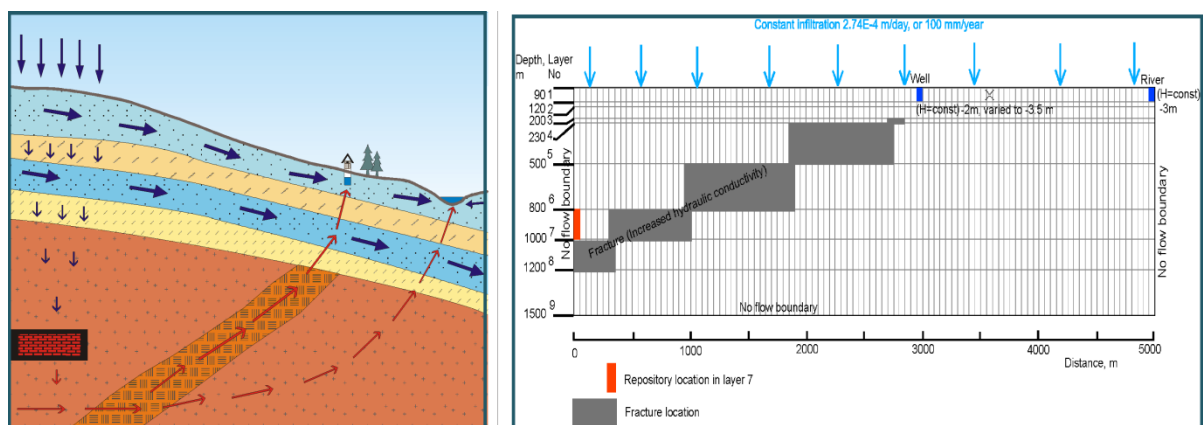 Constant infiltration 2.74E-4 m/day, or 100 mm/year
Depth, Layer
m No
Well
River
90 1
(H=const)
120 2
(H=const)-2m, varied to -3.5 m
-3m
200 3
230 4
5
500
6
800
7
1000
8
1200
9
1500
No flow boundary
Fracture (Increased hydraulic conductivity)
No flow boundary
No flow boundary
0
1000
2000
3000
4000
5000
Distance, m
Repository location in layer 7
Fracture location